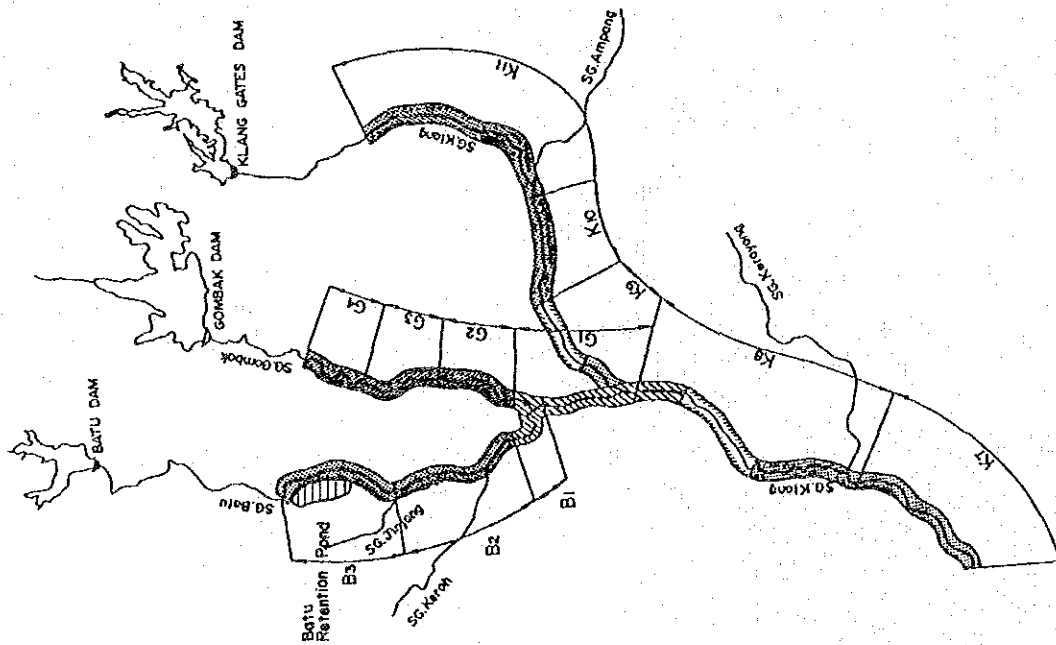 BATU DAM
GOMBAK DAM
KLANG GATES DAM
SG.Batu
SG.Gombak
SG.Klang
SG.Ampang
K11
K10
K9
G4
G3
G2
G1
Batu
Retention Pond
B3
SG.Jinjang
B2
B1
SG.Keroh
SG.Kerayong
K8
SG.Klang
K7